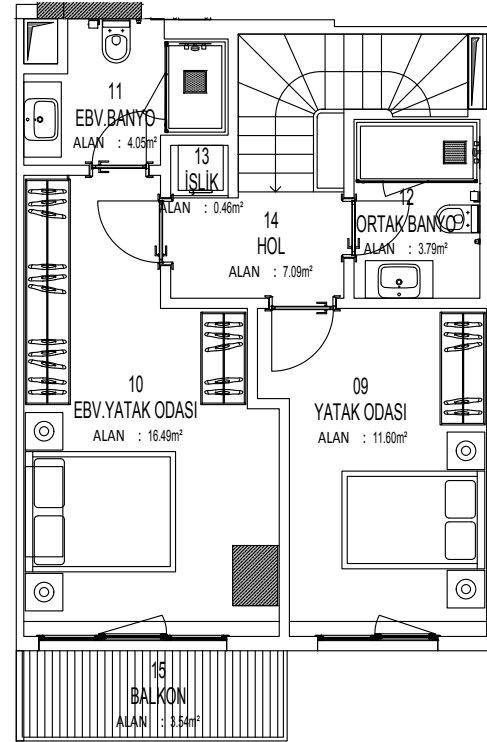 11
EBV.BANYO
ALAN : 4.05m²
13
İŞLİK
ALAN : 0.46m²
12
ORTAK BANYO
ALAN : 3.79m²
14
HOL
ALAN : 7.09m²
10
EBV.YATAK ODASI
ALAN : 16.49m²
09
YATAK ODASI
ALAN : 11.60m²
15
BALKON
ALAN : 3.54m²